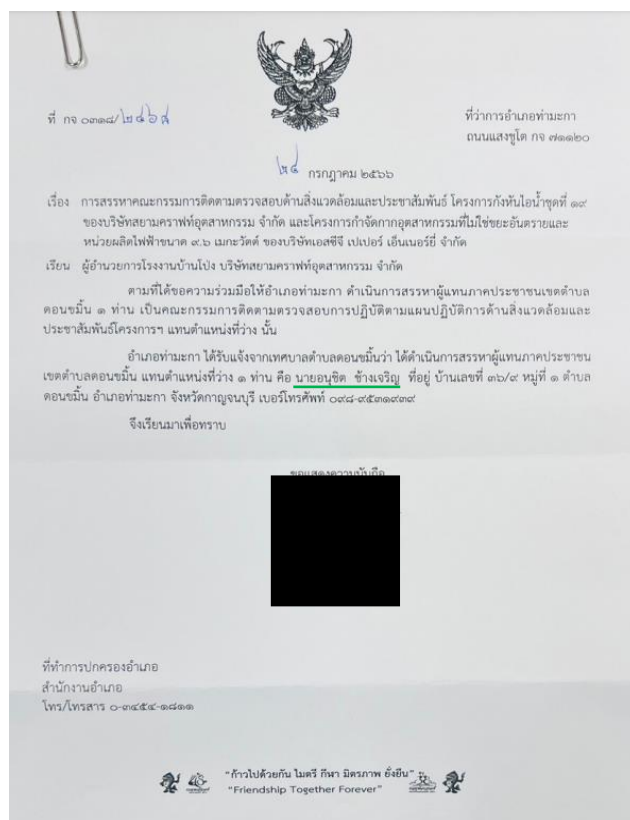 ที่ กจ ๐๓๑๘/๒๘๖๘
ที่ว่าการอำเภอท่ามะกา
ถนนแสงชูโต กจ ๗๑๑๒๐
๒๘ กรกฎาคม ๒๕๖๖
เรื่อง การสรรหาคณะกรรมการติดตามตรวจสอบด้านสิ่งแวดล้อมและประชาสัมพันธ์ โครงการกังหันไอน้ำชุดที่ ๑๙
ของบริษัทสยามคราฟท์อุตสาหกรรม จำกัด และโครงการกำจัดกากอุตสาหกรรมที่ไม่ใช่ขยะอันตรายและ
หน่วยผลิตไฟฟ้าขนาด ๙.๖ เมกะวัตต์ ของบริษัทเอสซีจี เปเปอร์ เอ็นเนอร์ยี่ จำกัด
เรียน ผู้อำนวยการโรงงานบ้านโป่ง บริษัทสยามคราฟท์อุตสาหกรรม จำกัด
ตามที่ได้ขอความร่วมมือให้อำเภอท่ามะกา ดำเนินการสรรหาผู้แทนภาคประชาชนเขตตำบล
ดอนขมิ้น ๑ ท่าน เป็นคณะกรรมการติดตามตรวจสอบการปฏิบัติตามแผนปฏิบัติการด้านสิ่งแวดล้อมและ
ประชาสัมพันธ์โครงการฯ แทนตำแหน่งที่ว่าง นั้น
อำเภอท่ามะกา ได้รับแจ้งจากเทศบาลตำบลดอนขมิ้นว่า ได้ดำเนินการสรรหาผู้แทนภาคประชาชน
เขตตำบลดอนขมิ้น แทนตำแหน่งที่ว่าง ๑ ท่าน คือ นายอนุชิต ช้างเจริญ ที่อยู่ บ้านเลขที่ ๓๖/๙ หมู่ที่ ๑ ตำบล
ดอนขมิ้น อำเภอท่ามะกา จังหวัดกาญจนบุรี เบอร์โทรศัพท์ ๐๙๘-๙๕๓๑๙๓๙
จึงเรียนมาเพื่อทราบ
ขอแสดงความนับถือ
ที่ทำการปกครองอำเภอ
สำนักงานอำเภอ
โทร/โทรสาร ๐-๓๔๕๔-๑๘๑๑
"ก้าวไปด้วยกัน ไมตรี กีฬา มิตรภาพ ยั่งยืน"
"Friendship Together Forever"